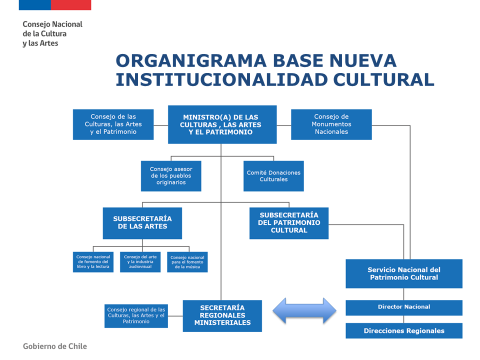 Consejo Nacional
de la Cultura
y las Artes
ORGANIGRAMA BASE NUEVA
INSTITUCIONALIDAD CULTURAL
Consejo de las
Culturas, las Artes
y el Patrimonio
MINISTRO(A) DE LAS
CULTURAS , LAS ARTES
Y EL PATRIMONIO
Consejo de
Monumentos
Nacionales
Consejo asesor
de los pueblos
originarios
Comité Donaciones
Culturales
SUBSECRETARÍA
DE LAS ARTES
SUBSECRETARÍA
DEL PATRIMONIO
CULTURAL
Consejo nacional
de fomento del
libro y la lectura
Consejo del arte
y la industria
audiovisual
Consejo nacional
para el fomento
de la música
Servicio Nacional del
Patrimonio Cultural
Consejo regional de las
Culturas, las Artes y el
Patrimonio
SECRETARÍA
REGIONALES
MINISTERIALES
Director Nacional
Direcciones Regionales
Gobierno de Chile